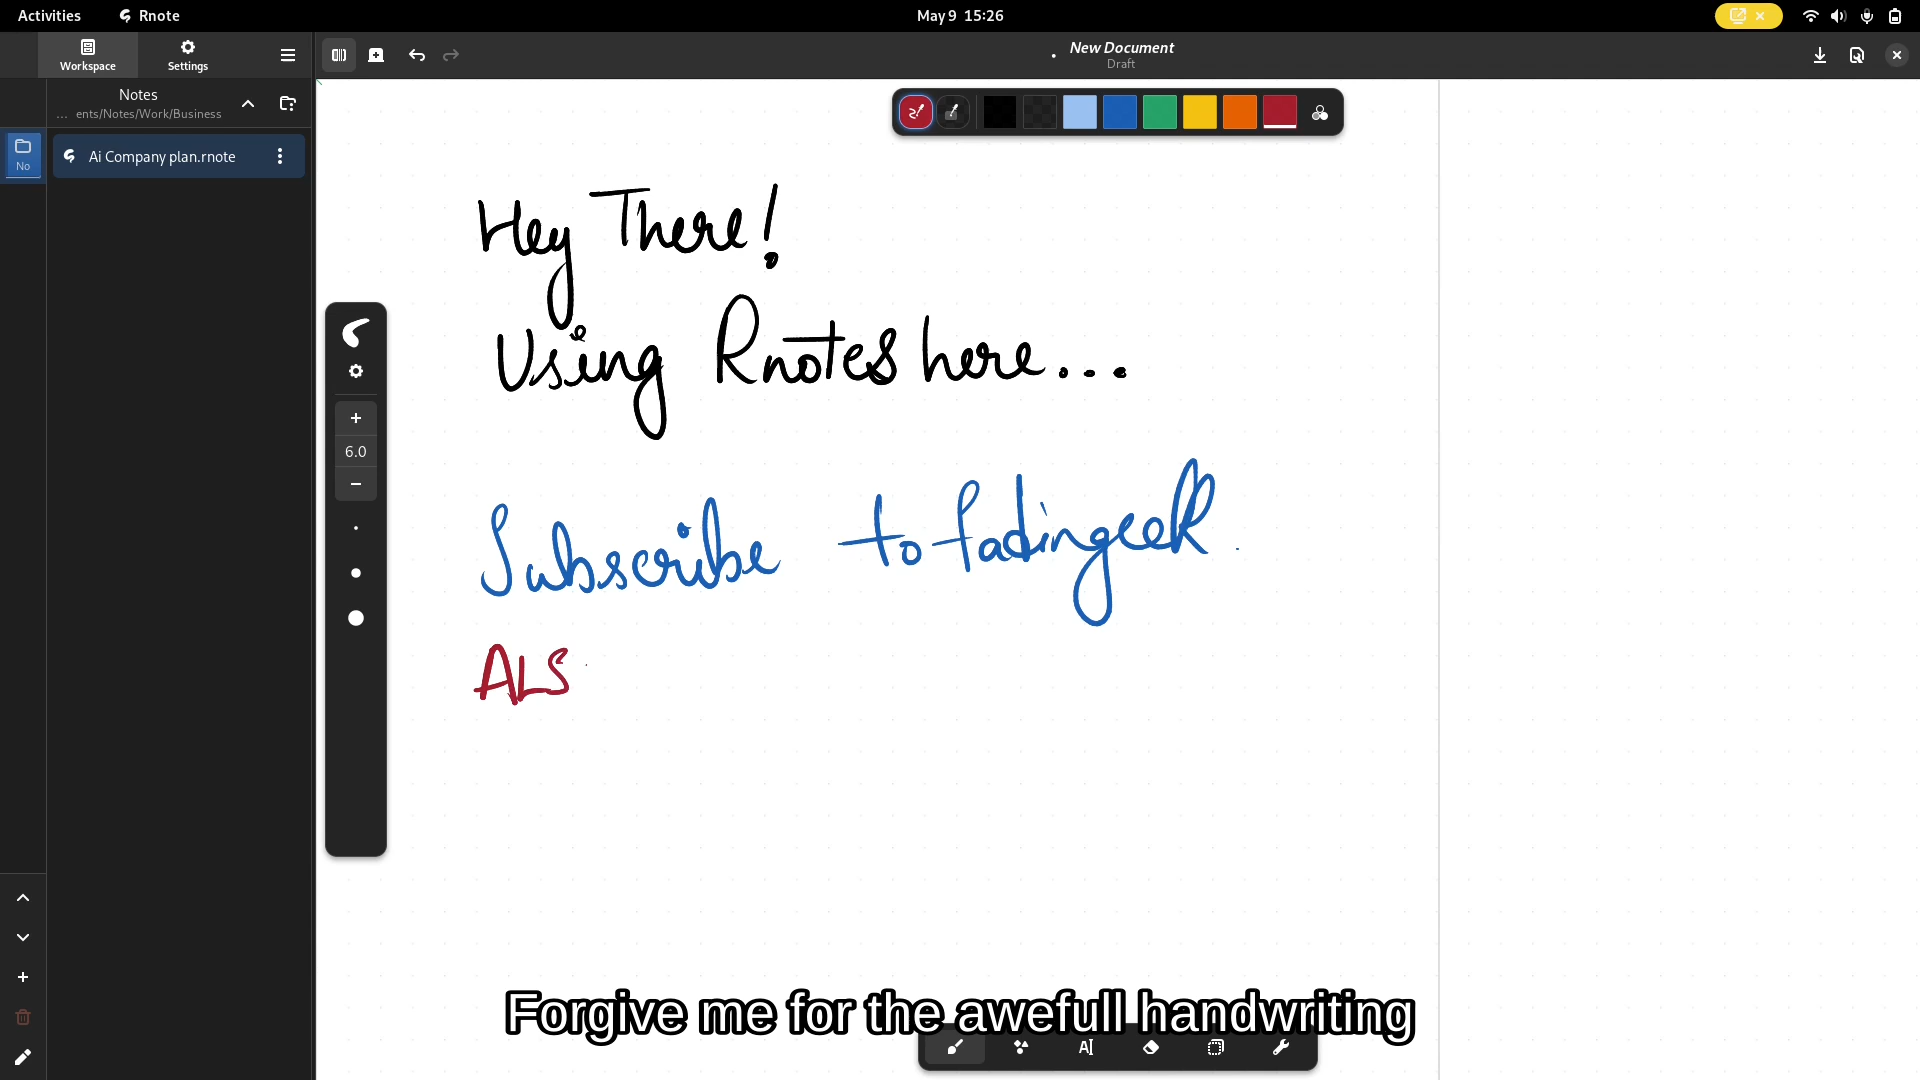 Activities Rnote May 9 15:26
Workspace Settings
New Document
Draft
Notes
... ents/Notes/Work/Business
No
Ai Company plan.rnote
Hey There!
Using Rnotes here...
6.0
Subscribe to fadingeek.
ALS
Forgive me for the awefull handwriting